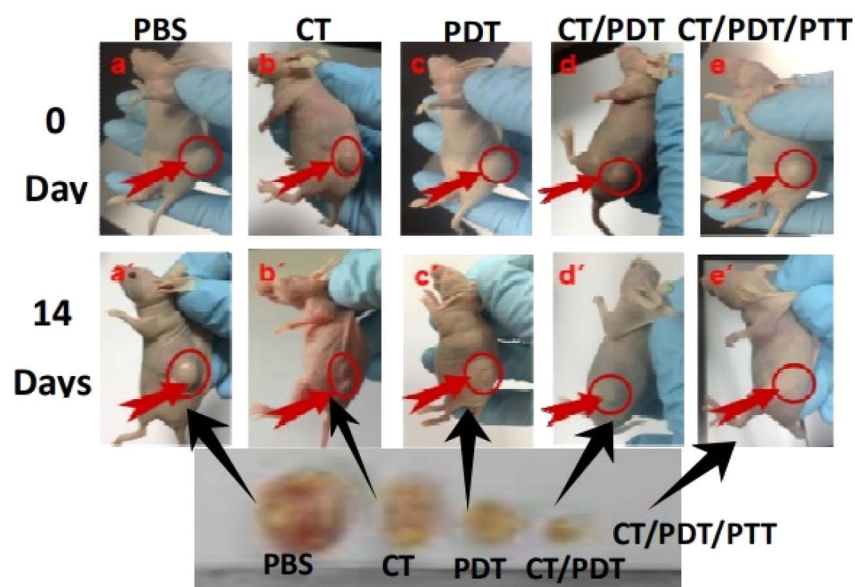 PBS CT PDT CT/PDT CT/PDT/PTT
0
Day
a b c d e
14
Days
a´ b´ c´ d´ e´
PBS CT PDT CT/PDT CT/PDT/PTT